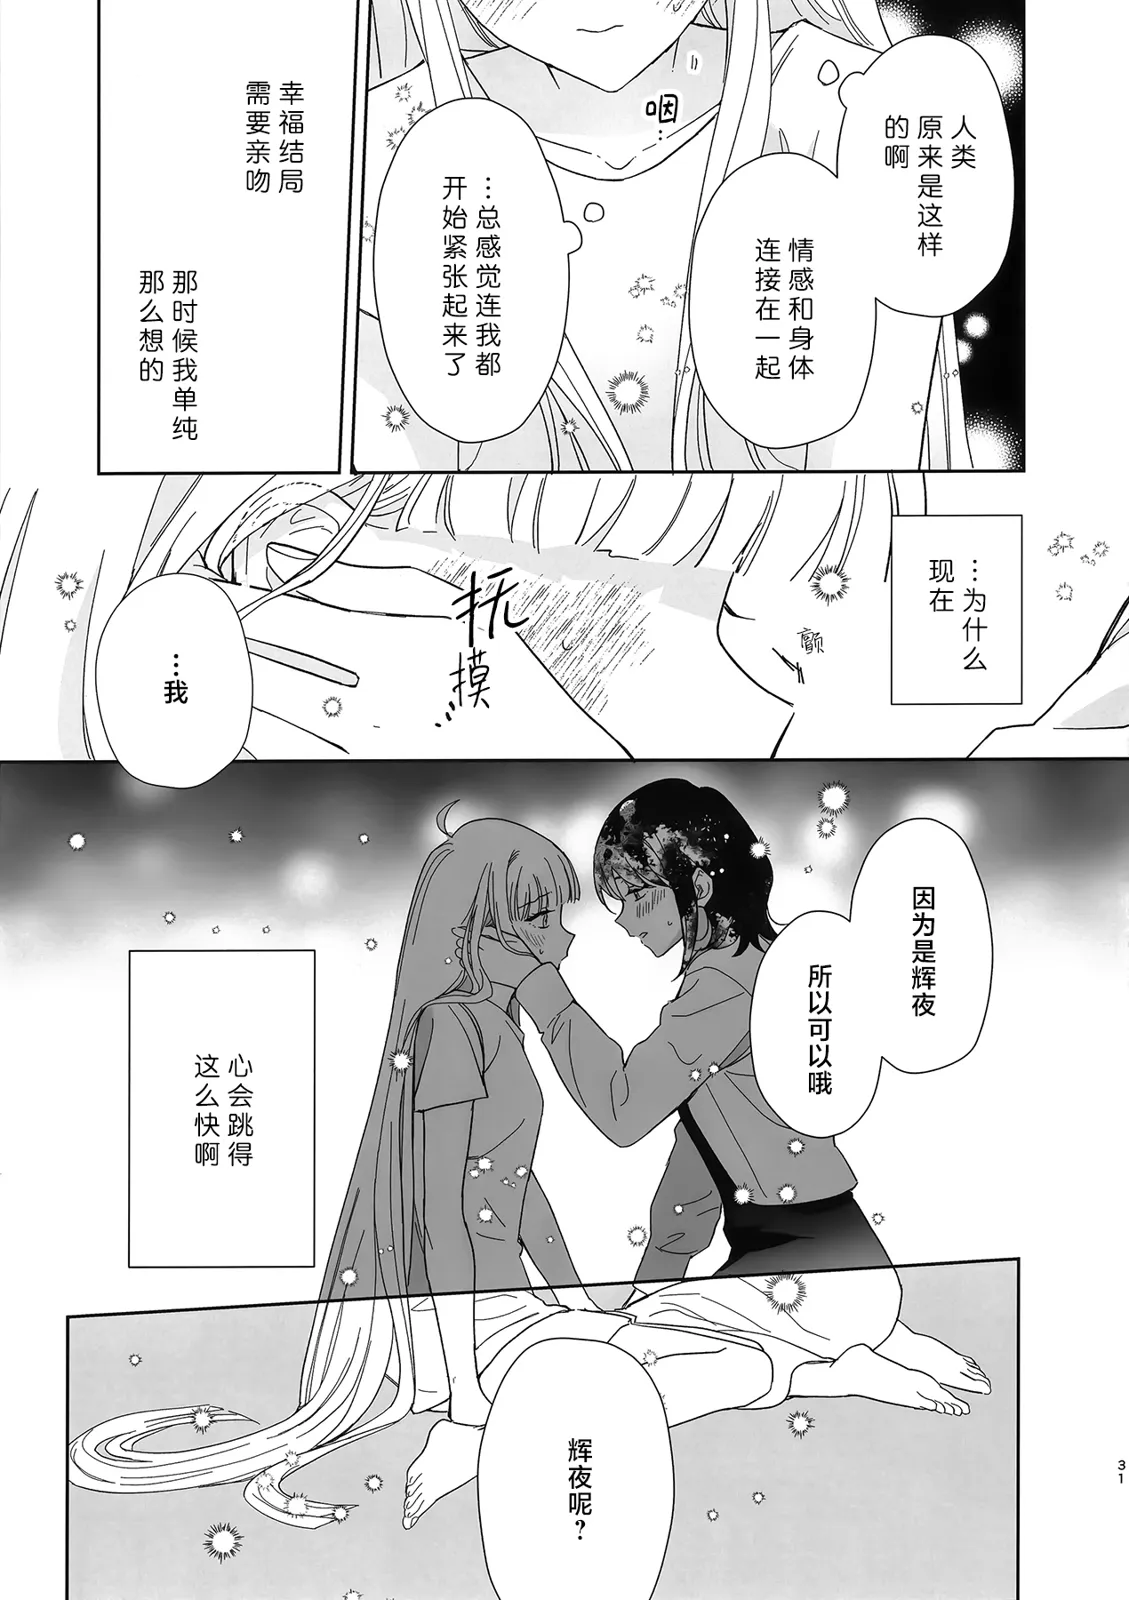 人类
原来是这样
的啊
情感和身体
连接在一起
咽…
…总感觉连我都
开始紧张起来了
幸福结局
需要亲吻
那时候我单纯
那么想的
…为什么
现在
颤
抚
摸…
…我
因为是辉夜
所以可以哦
心会跳得
这么快啊
辉夜呢?
31